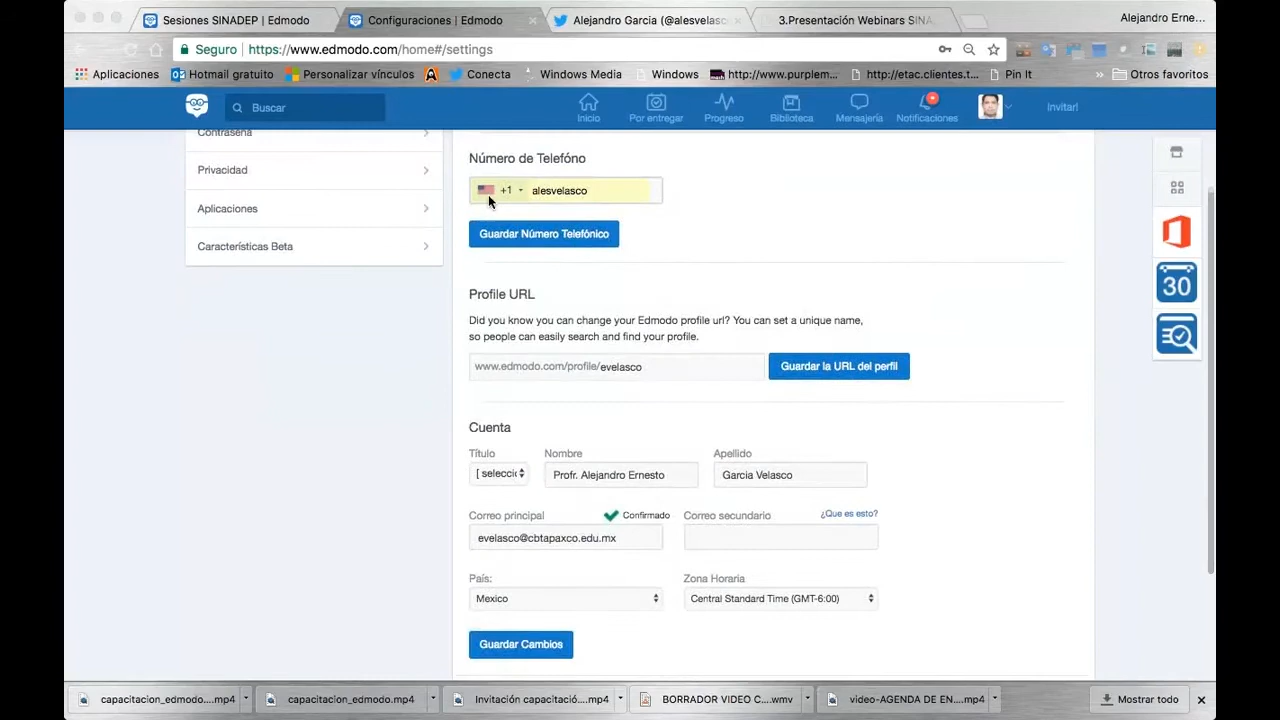 Sesiones SINADEP | Edmodo
Configuraciones | Edmodo
Alejandro Garcia (@alesvelasc
3.Presentación Webinars SINA
Alejandro Erne...
Seguro
https://www.edmodo.com/home#/settings
Aplicaciones
Hotmail gratuito
Personalizar vínculos
Conecta
Windows Media
Windows
http://www.purplem...
http://etac.clientes.t...
Pin It
»
Otros favoritos
Buscar
Inicio
Por entregar
Progreso
Biblioteca
Mensajería
Notificaciones
Invitar!
Contraseña
Privacidad
Aplicaciones
Características Beta
Número de Telefóno
+1
alesvelasco
Guardar Número Telefónico
Profile URL
Did you know you can change your Edmodo profile url? You can set a unique name,
so people can easily search and find your profile.
www.edmodo.com/profile/evelasco
Guardar la URL del perfil
Cuenta
Título
Nombre
Apellido
[ seleccio
Profr. Alejandro Ernesto
Garcia Velasco
Correo principal
Confirmado
Correo secundario
¿Que es esto?
evelasco@cbtapaxco.edu.mx
País:
Zona Horaria
Mexico
Central Standard Time (GMT-6:00)
Guardar Cambios
30
capacitacion_edmodo....mp4
capacitacion_edmodo.mp4
Invitación capacitació....mp4
BORRADOR VIDEO C....wmv
video-AGENDA DE EN....mp4
Mostrar todo